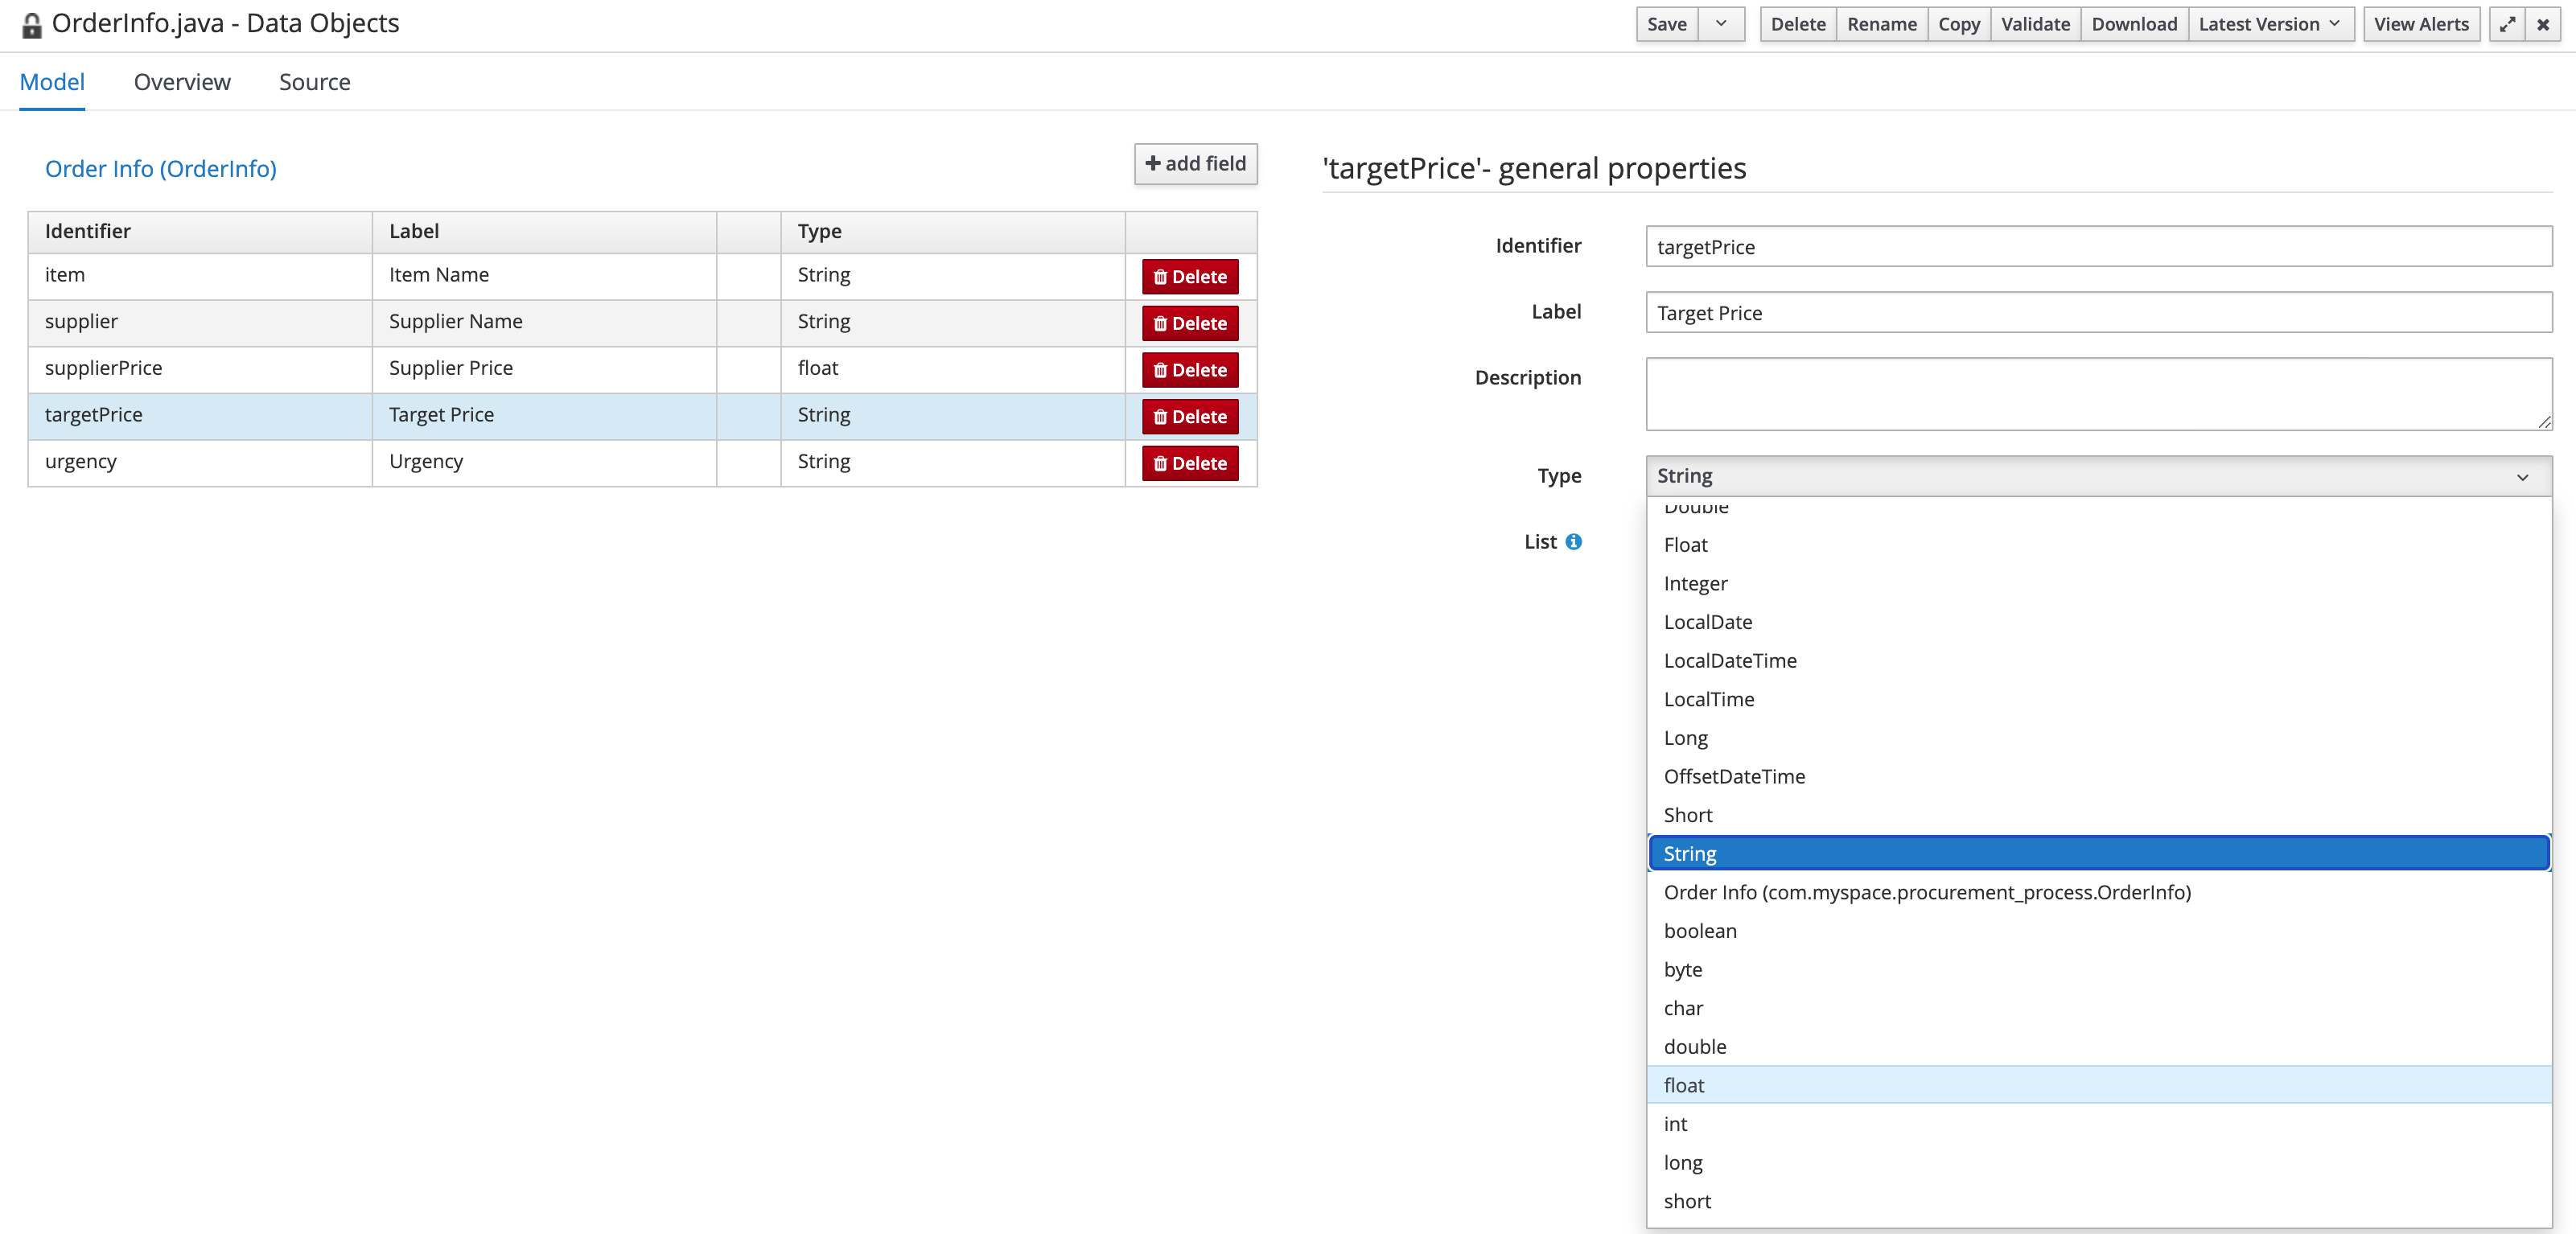 OrderInfo.java - Data Objects
Save Delete Rename Copy Validate Download Latest Version View Alerts
Model Overview Source
Order Info (OrderInfo)
+ add field
Identifier Label Type
item Item Name String Delete
supplier Supplier Name String Delete
supplierPrice Supplier Price float Delete
targetPrice Target Price String Delete
urgency Urgency String Delete
'targetPrice'- general properties
Identifier targetPrice
Label Target Price
Description
Type String
List
Double
Float
Integer
LocalDate
LocalDateTime
LocalTime
Long
OffsetDateTime
Short
String
Order Info (com.myspace.procurement_process.OrderInfo)
boolean
byte
char
double
float
int
long
short